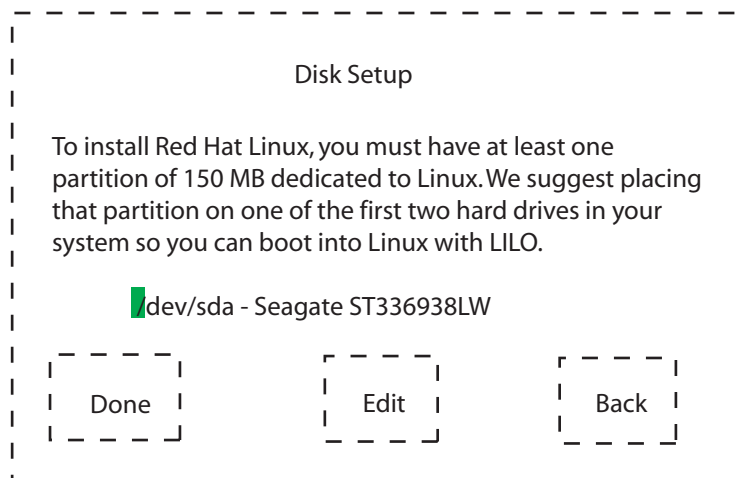 Disk Setup
To install Red Hat Linux, you must have at least one
partition of 150 MB dedicated to Linux. We suggest placing
that partition on one of the first two hard drives in your
system so you can boot into Linux with LILO.
/dev/sda - Seagate ST336938LW
Done Edit Back